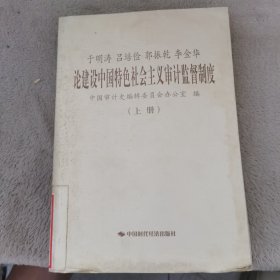 于明涛 吕培俭 郭振乾 李金华
论建设中国特色社会主义审计监督制度
中国审计史编辑委员会办公室 编
（上册）
中国时代经济出版社